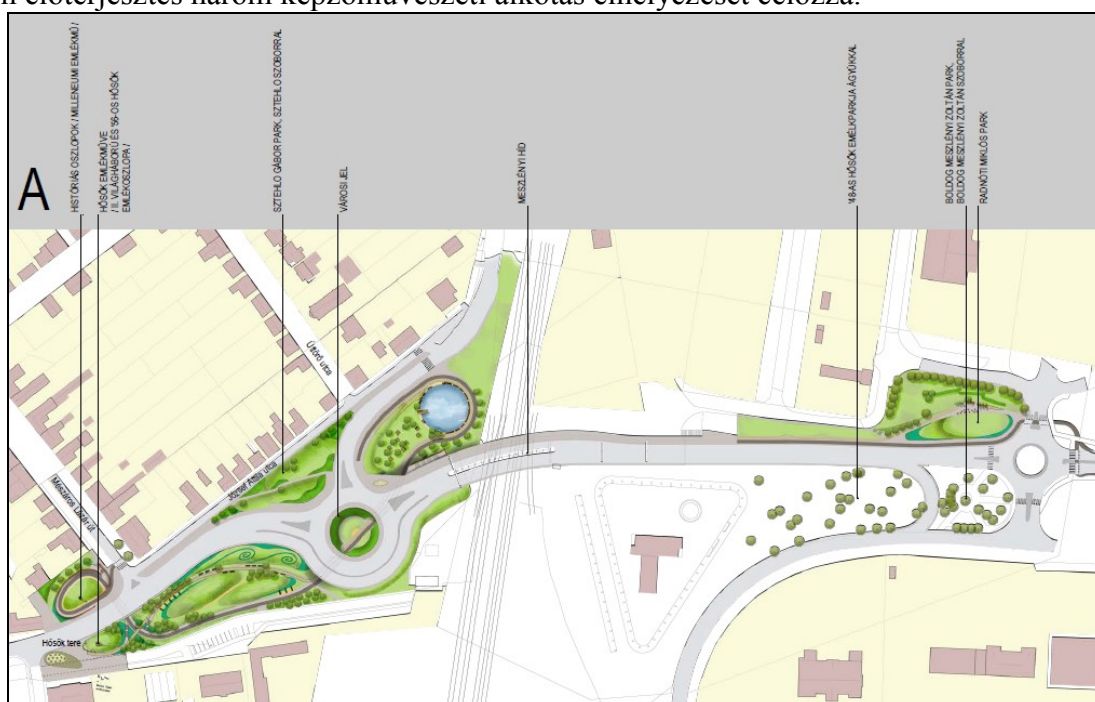 előterjesztés három képzőművészeti alkotás elhelyezését célozza.
A
HISTÓRIÁS OSZLOPOK / MILLENEUMI EMLÉKMŰ /
HŐSÖK EMLÉKMŰVE
/ II. VILÁGHÁBORÚ ÉS '56-OS HŐSÖK
EMLÉKOSZLOPA /
SZTEHLO GÁBOR PARK, SZTEHLO SZOBORRAL
VÁROSI JEL
MESZLÉNYI HÍD
'48-AS HŐSÖK EMÉLKPARKJA ÁGYÚKKAL
BOLDOG MESZLÉNYI ZOLTÁN PARK,
BOLDOG MESZLÉNYI ZOLTÁN SZOBORRAL
RADNÓTI MIKLÓS PARK
Úttörő utca
József Attila utca
Mészáros Lázár út
Hősök tere